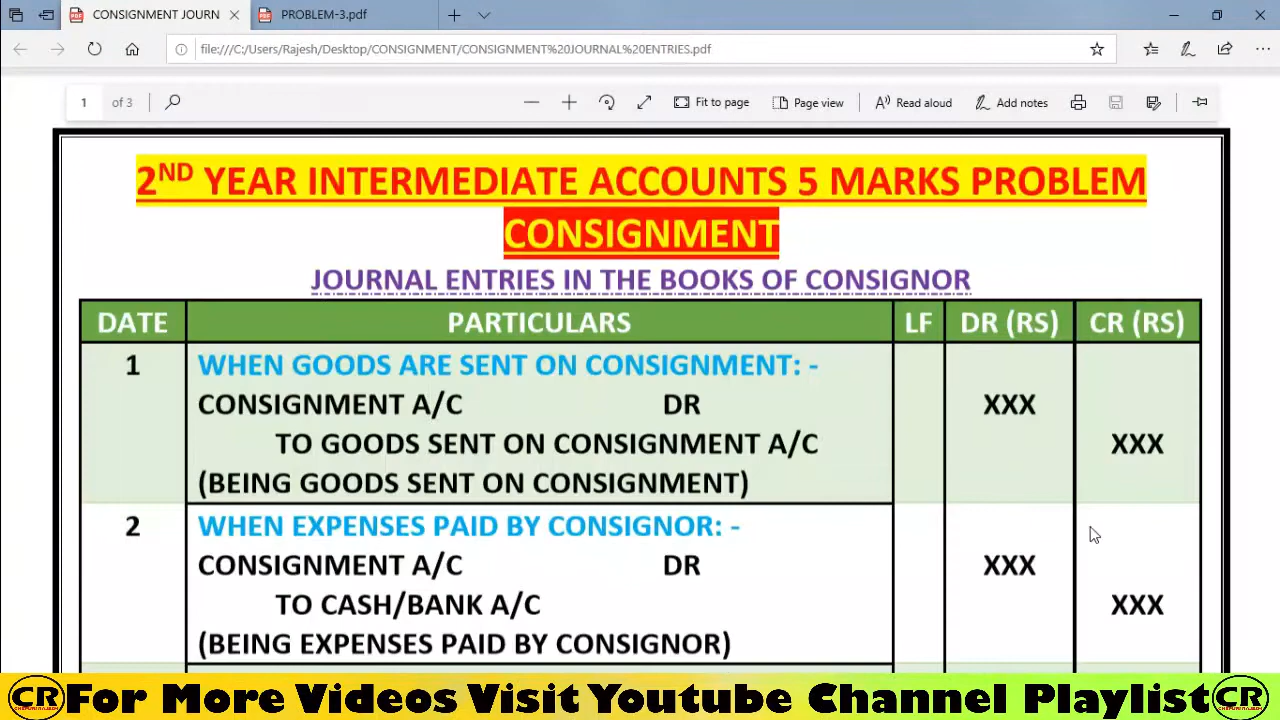 CONSIGNMENT JOURN
PROBLEM-3.pdf
file:///C:/Users/Rajesh/Desktop/CONSIGNMENT/CONSIGNMENT%20JOURNAL%20ENTRIES.pdf
1 of 3 Fit to page Page view Read aloud Add notes
2ND YEAR INTERMEDIATE ACCOUNTS 5 MARKS PROBLEM
CONSIGNMENT
JOURNAL ENTRIES IN THE BOOKS OF CONSIGNOR
DATE PARTICULARS LF DR (RS) CR (RS)
1 WHEN GOODS ARE SENT ON CONSIGNMENT: -
CONSIGNMENT A/C DR XXX
TO GOODS SENT ON CONSIGNMENT A/C XXX
(BEING GOODS SENT ON CONSIGNMENT)
2 WHEN EXPENSES PAID BY CONSIGNOR: -
CONSIGNMENT A/C DR XXX
TO CASH/BANK A/C XXX
(BEING EXPENSES PAID BY CONSIGNOR)
CR For More Videos Visit Youtube Channel Playlist CR